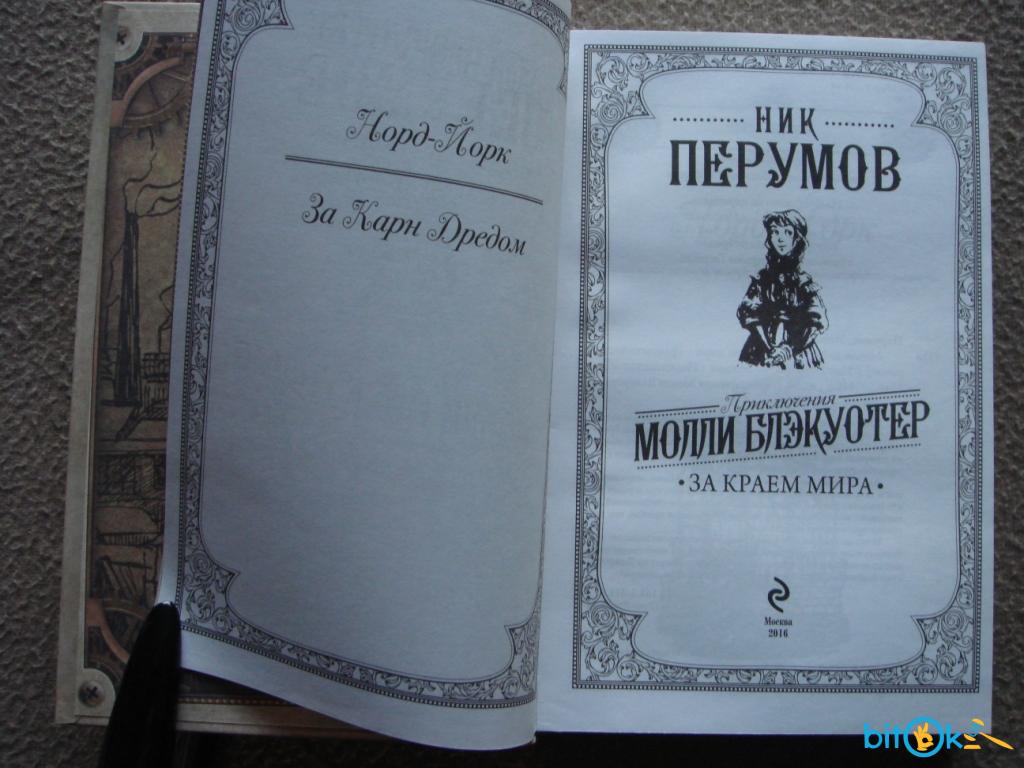 Норд-Йорк
За Карн Дредом
НИК
ПЕРУМОВ
Приключения
МОЛЛИ БЛЭКУОТЕР
• ЗА КРАЕМ МИРА •
Москва
2016
bitOk